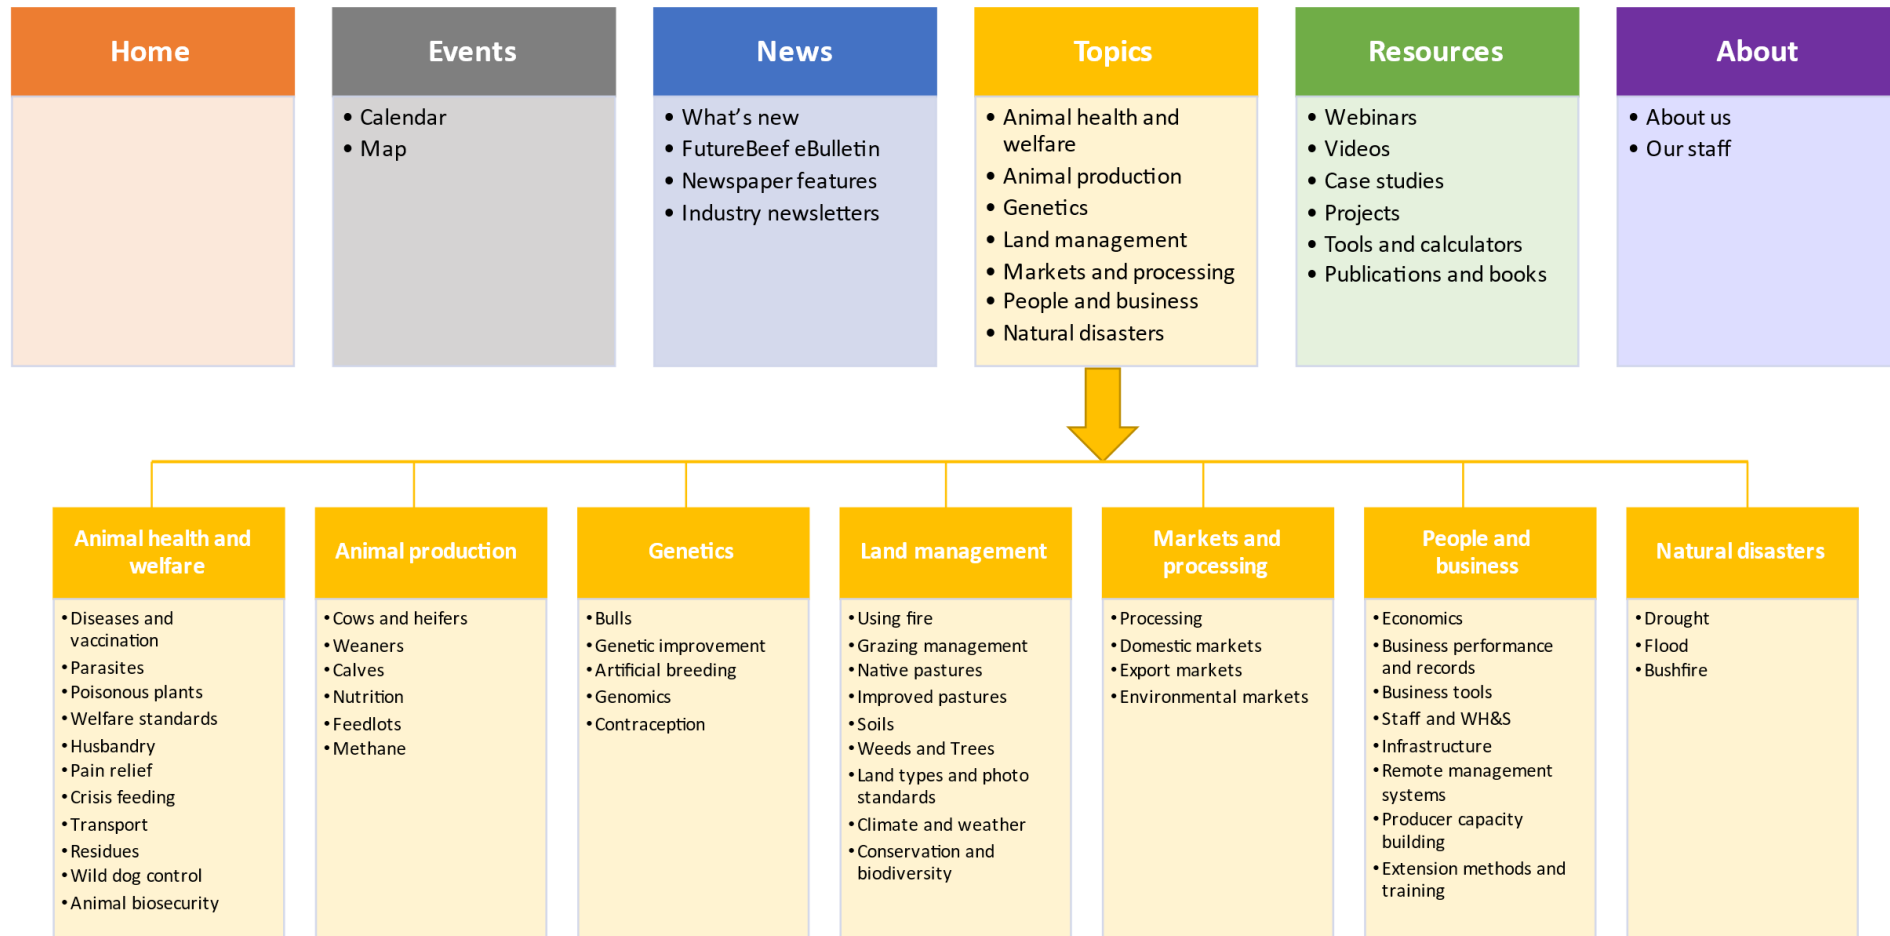 Home
Events
• Calendar
• Map
News
• What’s new
• FutureBeef eBulletin
• Newspaper features
• Industry newsletters
Topics
• Animal health and
welfare
• Animal production
• Genetics
• Land management
• Markets and processing
• People and business
• Natural disasters
Resources
• Webinars
• Videos
• Case studies
• Projects
• Tools and calculators
• Publications and books
About
• About us
• Our staff
Animal health and
welfare
• Diseases and
vaccination
• Parasites
• Poisonous plants
• Welfare standards
• Husbandry
• Pain relief
• Crisis feeding
• Transport
• Residues
• Wild dog control
• Animal biosecurity
Animal production
• Cows and heifers
• Weaners
• Calves
• Nutrition
• Feedlots
• Methane
Genetics
• Bulls
• Genetic improvement
• Artificial breeding
• Genomics
• Contraception
Land management
• Using fire
• Grazing management
• Native pastures
• Improved pastures
• Soils
• Weeds and Trees
• Land types and photo
standards
• Climate and weather
• Conservation and
biodiversity
Markets and
processing
• Processing
• Domestic markets
• Export markets
• Environmental markets
People and
business
• Economics
• Business performance
and records
• Business tools
• Staff and WH&S
• Infrastructure
• Remote management
systems
• Producer capacity
building
• Extension methods and
training
Natural disasters
• Drought
• Flood
• Bushfire